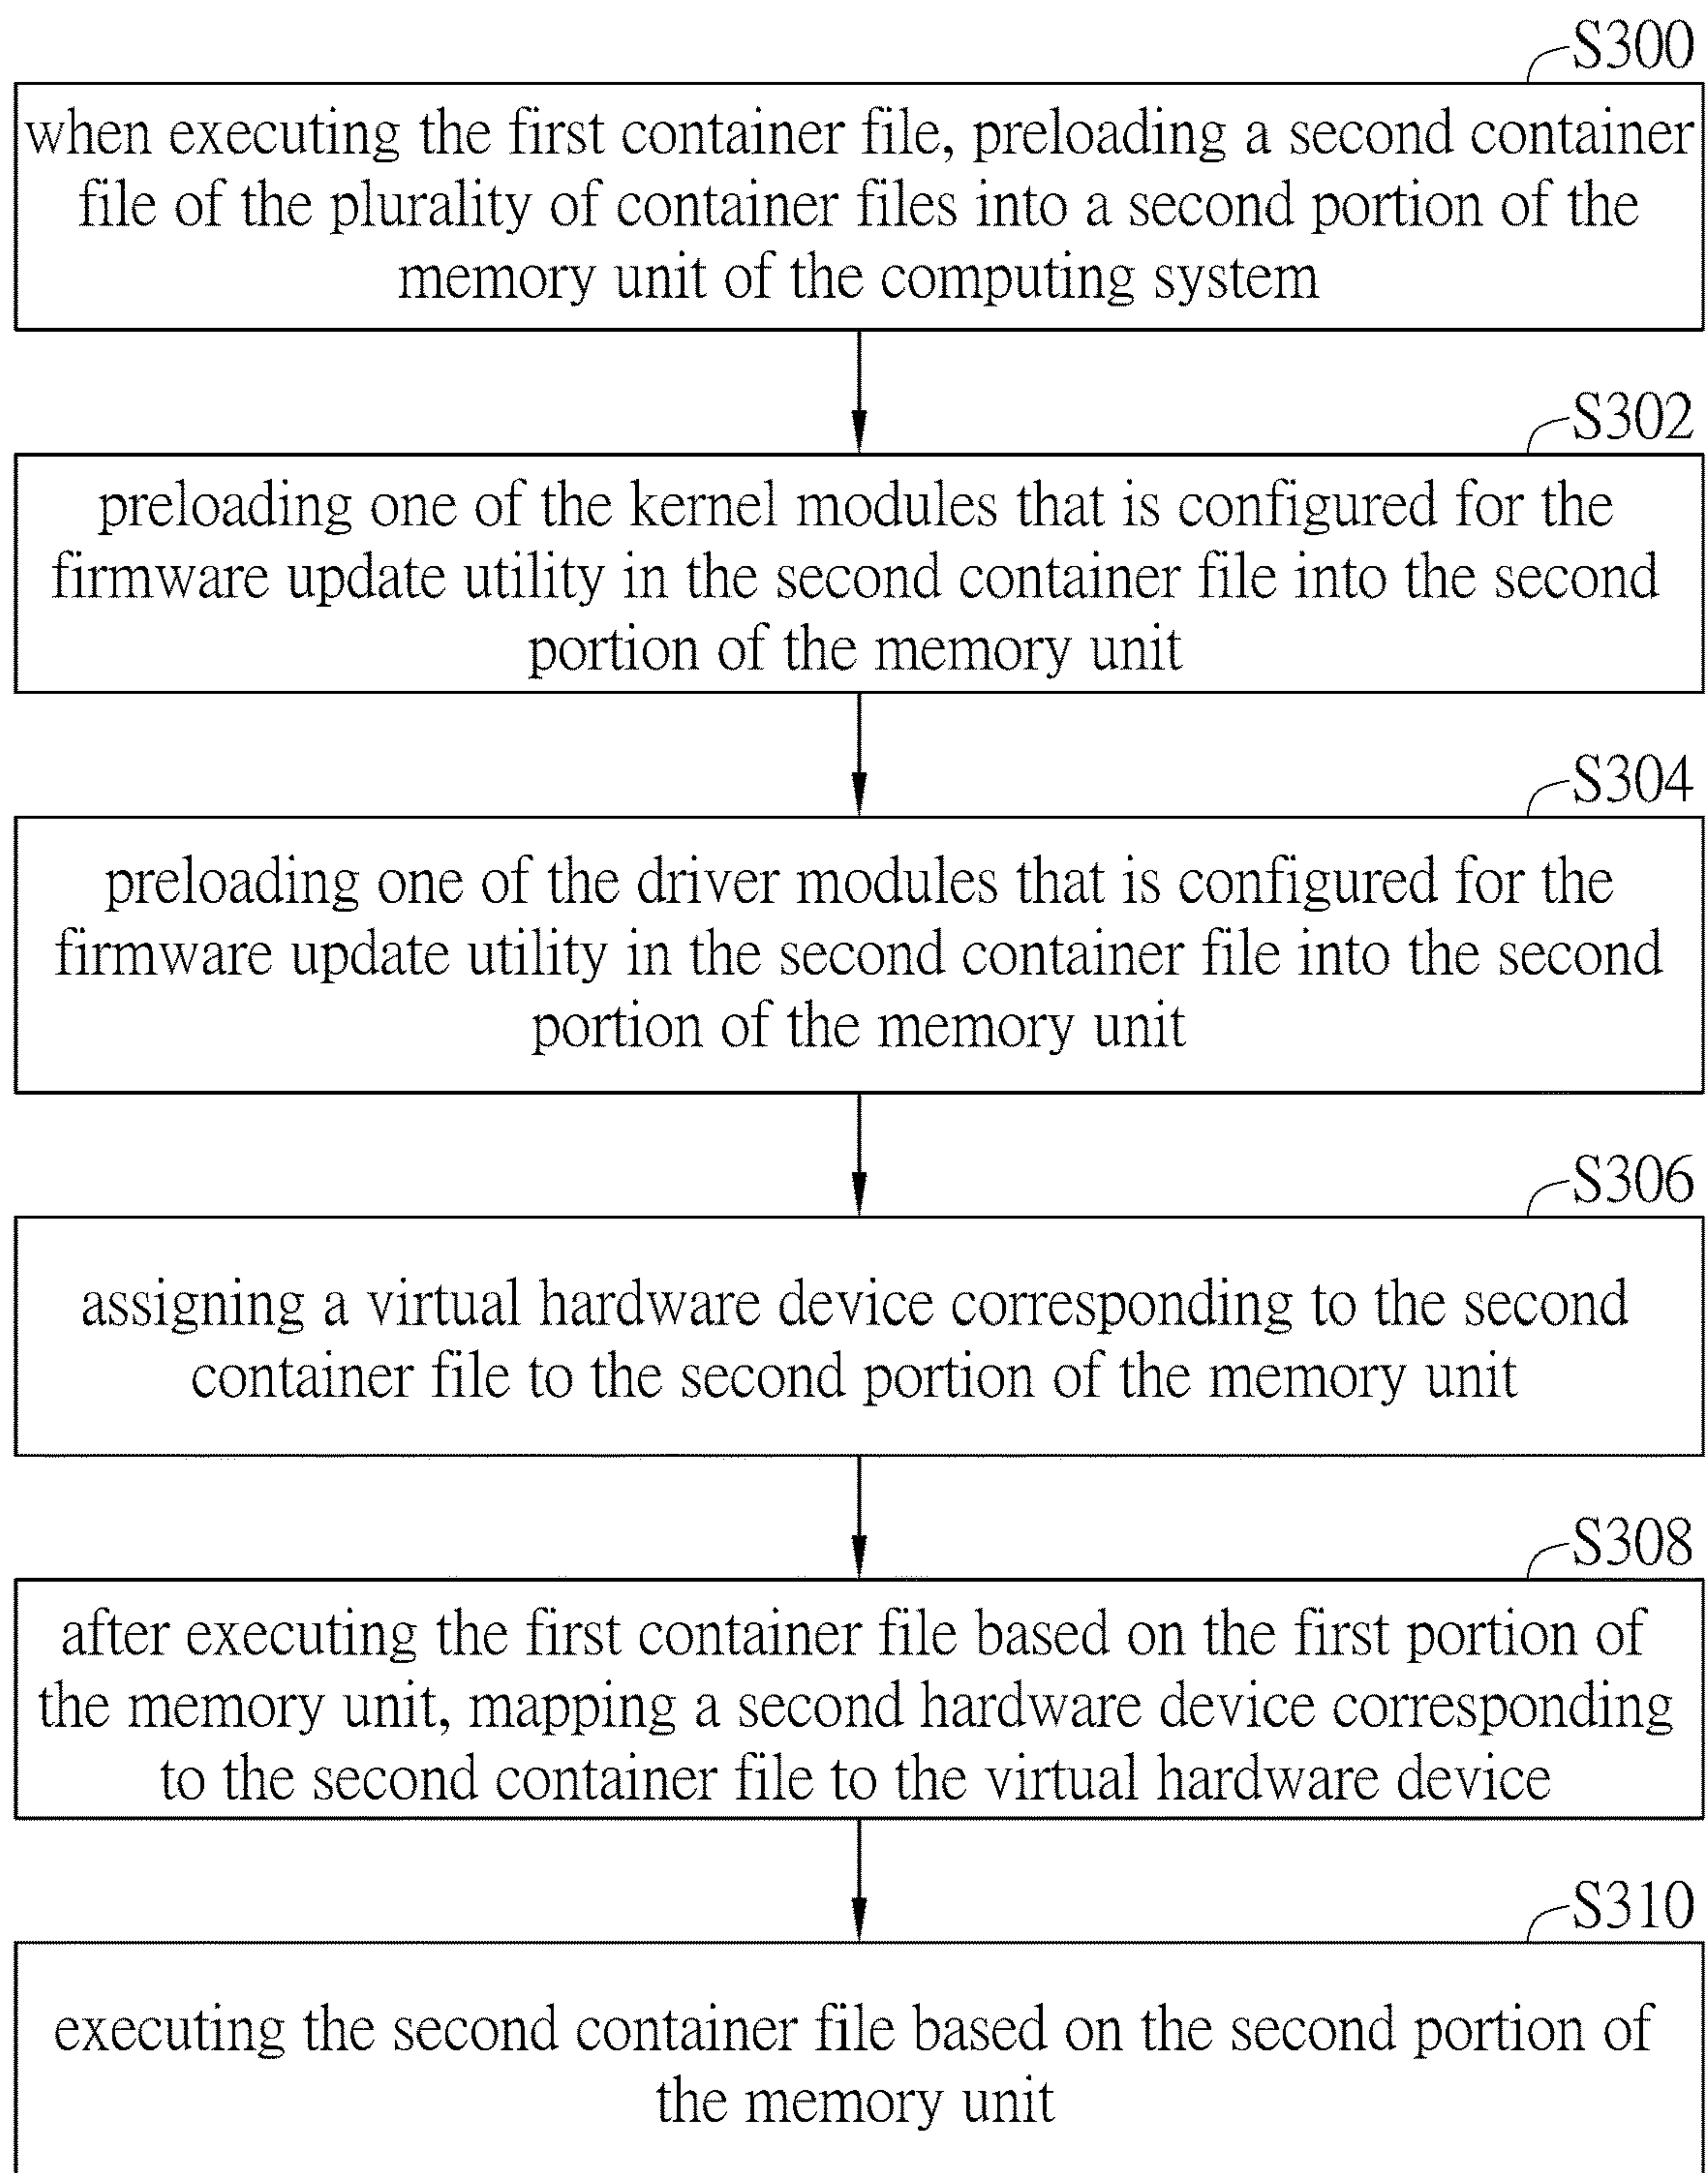 S300
when executing the first container file, preloading a second container
file of the plurality of container files into a second portion of the
memory unit of the computing system
S302
preloading one of the kernel modules that is configured for the
firmware update utility in the second container file into the second
portion of the memory unit
S304
preloading one of the driver modules that is configured for the
firmware update utility in the second container file into the second
portion of the memory unit
S306
assigning a virtual hardware device corresponding to the second
container file to the second portion of the memory unit
S308
after executing the first container file based on the first portion of
the memory unit, mapping a second hardware device corresponding
to the second container file to the virtual hardware device
S310
executing the second container file based on the second portion of
the memory unit